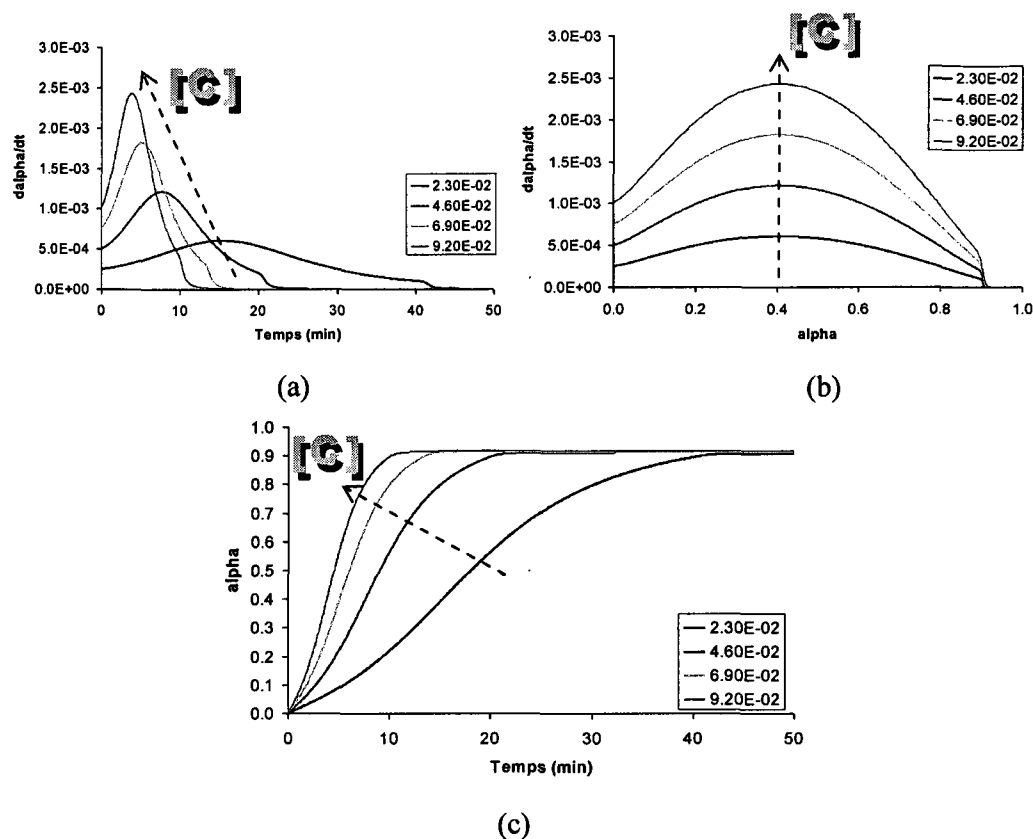 [C]
3.0E-03
2.5E-03
2.0E-03
1.5E-03
1.0E-03
5.0E-04
0.0E+00
dalpha/dt
2.30E-02
4.60E-02
6.90E-02
9.20E-02
0 10 20 30 40 50
Temps (min)
(a)
[C]
3.0E-03
2.5E-03
2.0E-03
1.5E-03
1.0E-03
5.0E-04
0.0E+00
dalpha/dt
2.30E-02
4.60E-02
6.90E-02
9.20E-02
0.0 0.2 0.4 0.6 0.8 1.0
alpha
(b)
[C]
1.0
0.9
0.8
0.7
0.6
0.5
0.4
0.3
0.2
0.1
0.0
alpha
2.30E-02
4.60E-02
6.90E-02
9.20E-02
0 10 20 30 40 50
Temps (min)
(c)